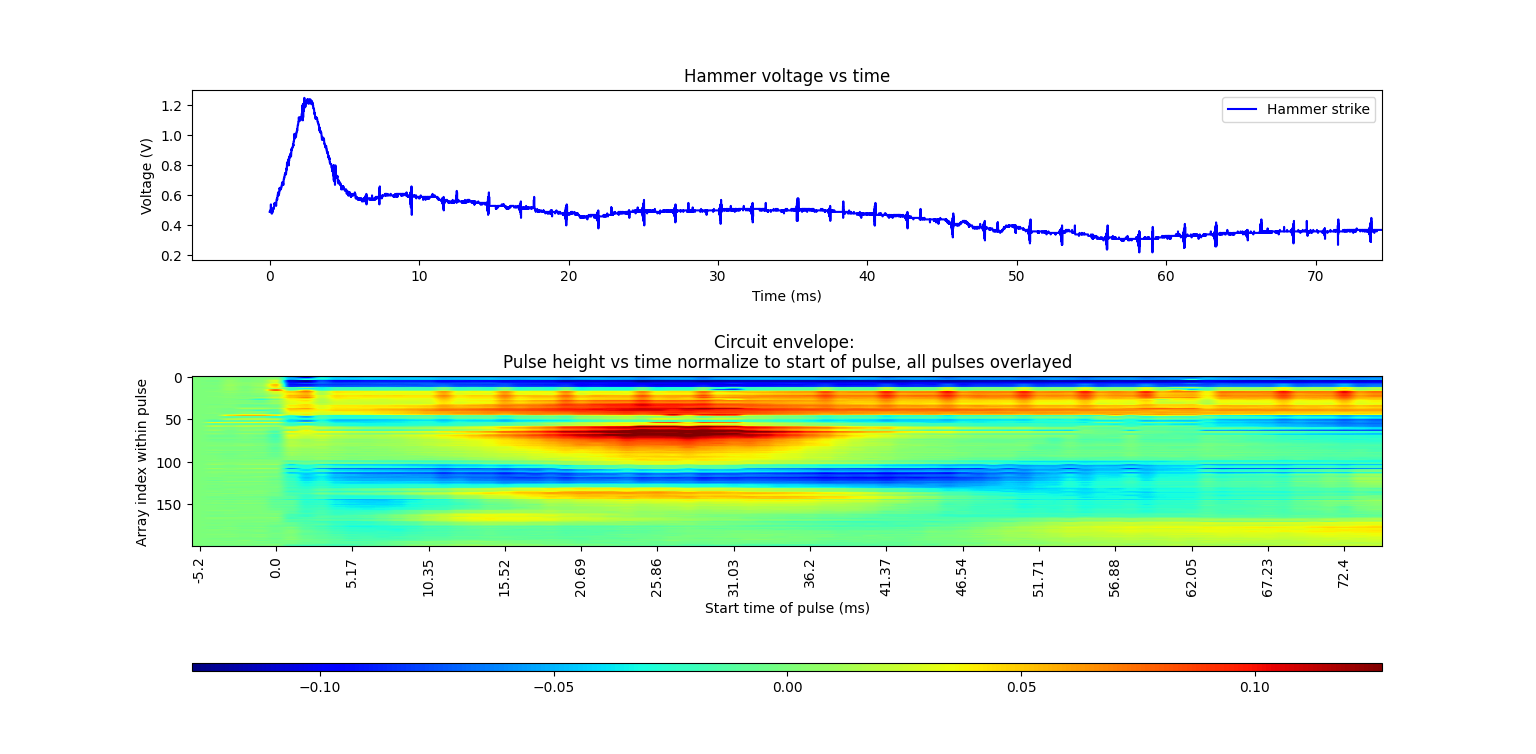 Hammer voltage vs time
1.2
1.0
0.8
0.6
0.4
0.2
Voltage (V)
Hammer strike
0 10 20 30 40 50 60 70
Time (ms)
Circuit envelope:
Pulse height vs time normalize to start of pulse, all pulses overlayed
0
50
100
150
Array index within pulse
-5.2 0.0 5.17 10.35 15.52 20.69 25.86 31.03 36.2 41.37 46.54 51.71 56.88 62.05 67.23 72.4
Start time of pulse (ms)
−0.10 −0.05 0.00 0.05 0.10